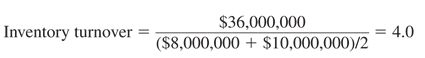 Inventory turnover = $36,000,000 / ($8,000,000 + $10,000,000)/2 = 4.0